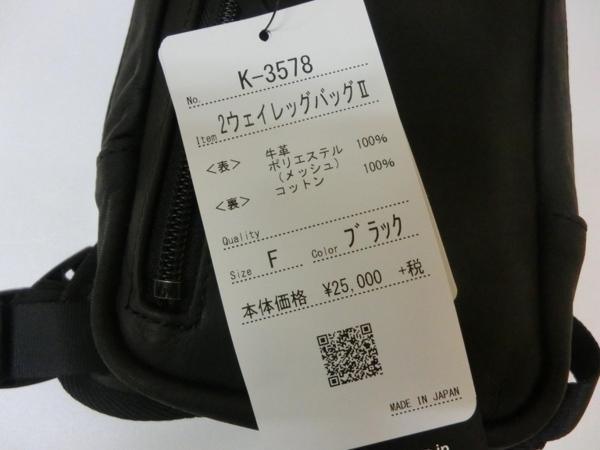 No. K-3578
Item 2ウェイレッグバッグⅡ
＜表＞ 牛革 100%
ポリエステル
（メッシュ） 100%
＜裏＞ コットン
Quality
Size F Color ブラック
本体価格 ¥25,000 +税
MADE IN JAPAN